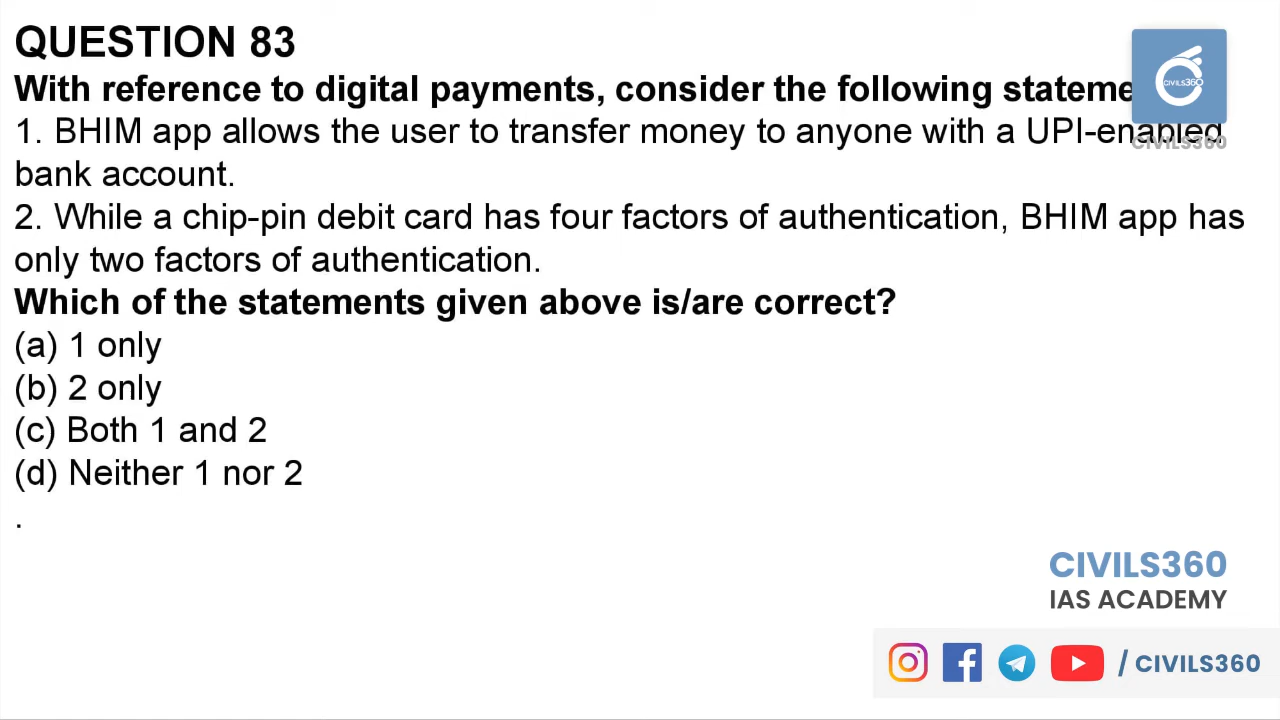 QUESTION 83
With reference to digital payments, consider the following stateme
1. BHIM app allows the user to transfer money to anyone with a UPI-enabled
bank account.
2. While a chip-pin debit card has four factors of authentication, BHIM app has
only two factors of authentication.
Which of the statements given above is/are correct?
(a) 1 only
(b) 2 only
(c) Both 1 and 2
(d) Neither 1 nor 2
.
CIVILS360
CIVILS360
CIVILS360
IAS ACADEMY
/ CIVILS360